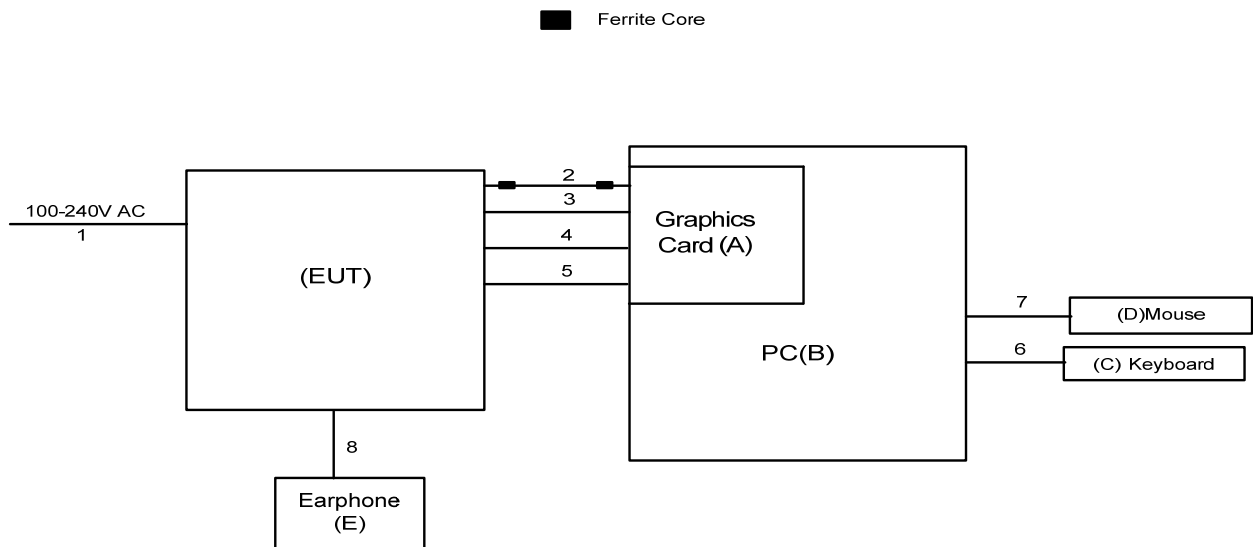 Ferrite Core
100-240V AC
1
(EUT)
2
3
4
5
Graphics
Card (A)
PC(B)
7
(D)Mouse
6
(C) Keyboard
8
Earphone
(E)